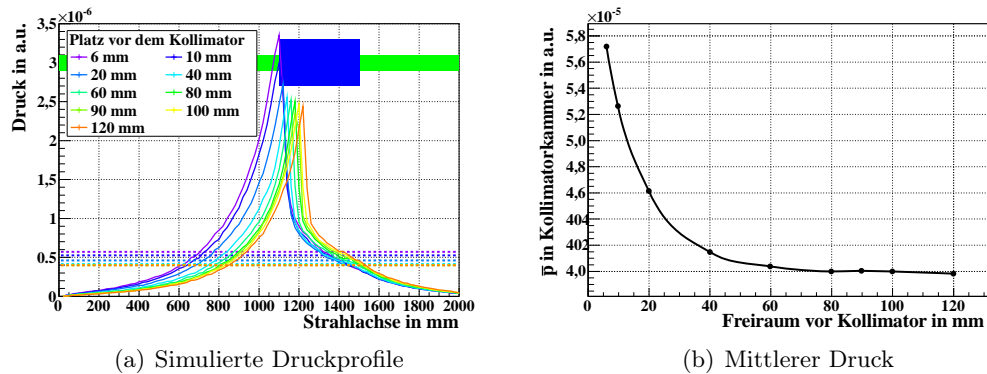 ×10⁻⁶
3,5
3
2,5
2
1,5
1
0,5
0
Druck in a.u.
Platz vor dem Kollimator
6 mm 10 mm
20 mm 40 mm
60 mm 80 mm
90 mm 100 mm
120 mm
0 200 400 600 800 1000 1200 1400 1600 1800 2000
Strahlachse in mm
(a) Simulierte Druckprofile
×10⁻⁵
5,8
5,6
5,4
5,2
5,0
4,8
4,6
404
402
4,0
p̅ in Kollimatorkammer in a.u.
0 20 40 60 80 100 120
Freiraum vor Kollimator in mm
(b) Mittlerer Druck